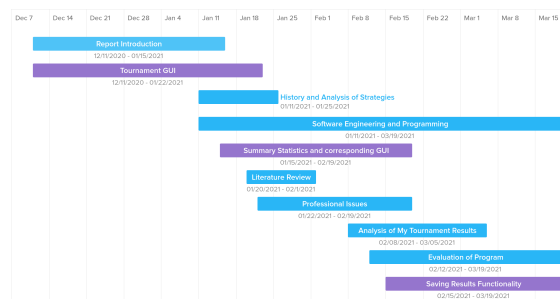 Dec 7 Dec 14 Dec 21 Dec 28 Jan 4 Jan 11 Jan 18 Jan 25 Feb 1 Feb 8 Feb 15 Feb 22 Mar 1 Mar 8 Mar 15
Report Introduction
12/11/2020 - 01/15/2021
Tournament GUI
12/11/2020 - 01/22/2021
History and Analysis of Strategies
01/11/2021 - 01/25/2021
Software Engineering and Programming
01/11/2021 - 03/19/2021
Summary Statistics and corresponding GUI
01/15/2021 - 02/19/2021
Literature Review
01/20/2021 - 02/1/2021
Professional Issues
01/22/2021 - 02/19/2021
Analysis of My Tournament Results
02/08/2021 - 03/05/2021
Evaluation of Program
02/12/2021 - 03/19/2021
Saving Results Functionality
02/15/2021 - 03/19/2021